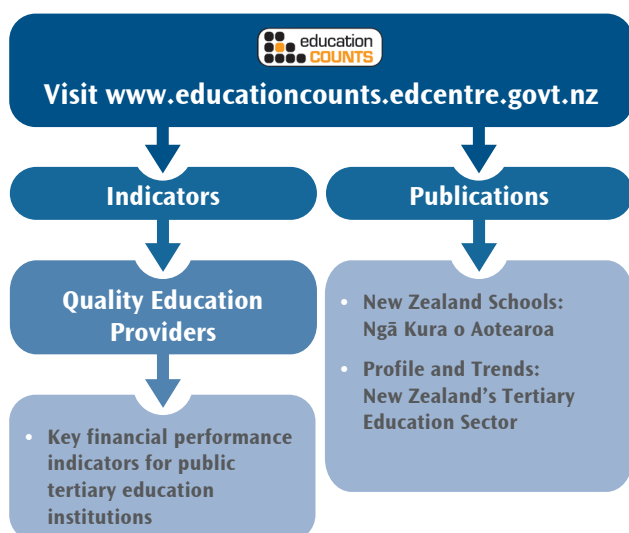 education
COUNTS
Visit www.educationcounts.edcentre.govt.nz
Indicators
Publications
Quality Education
Providers
• New Zealand Schools:
Ngā Kura o Aotearoa
• Profile and Trends:
New Zealand’s Tertiary
Education Sector
• Key financial performance
indicators for public
tertiary education
institutions